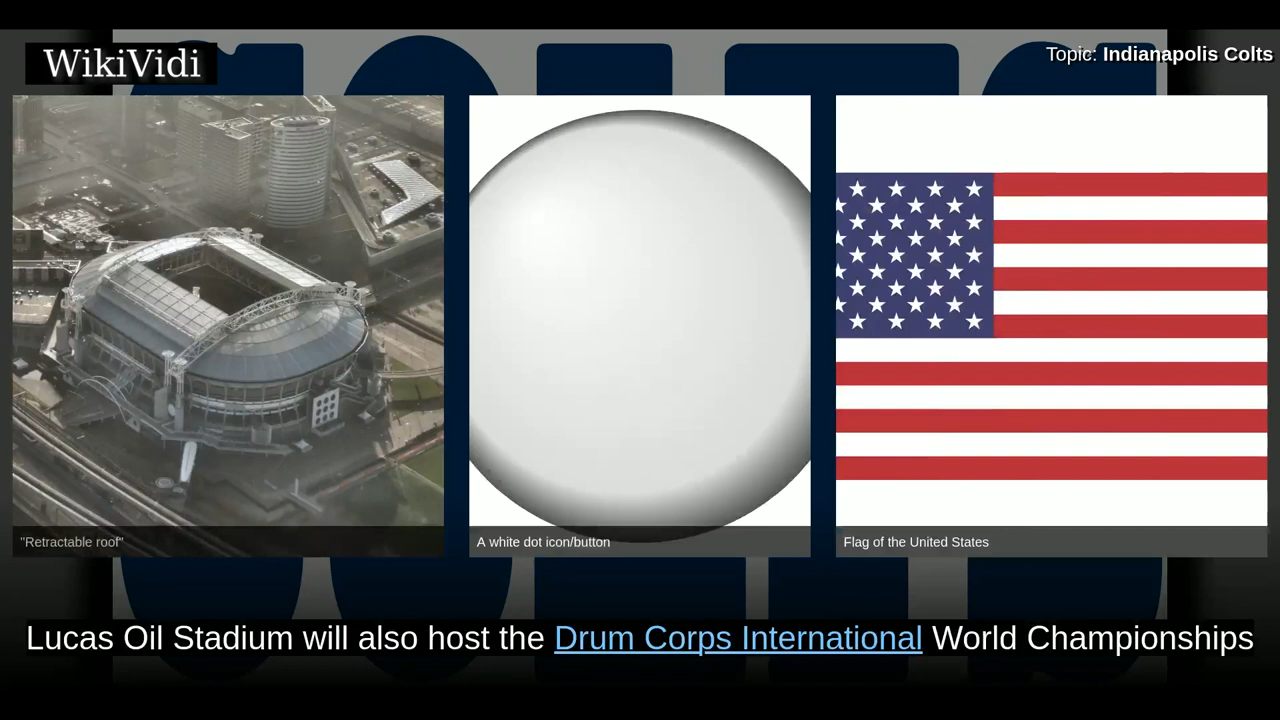 WikiVidi
Topic: Indianapolis Colts
"Retractable roof"
A white dot icon/button
Flag of the United States
Lucas Oil Stadium will also host the Drum Corps International World Championships